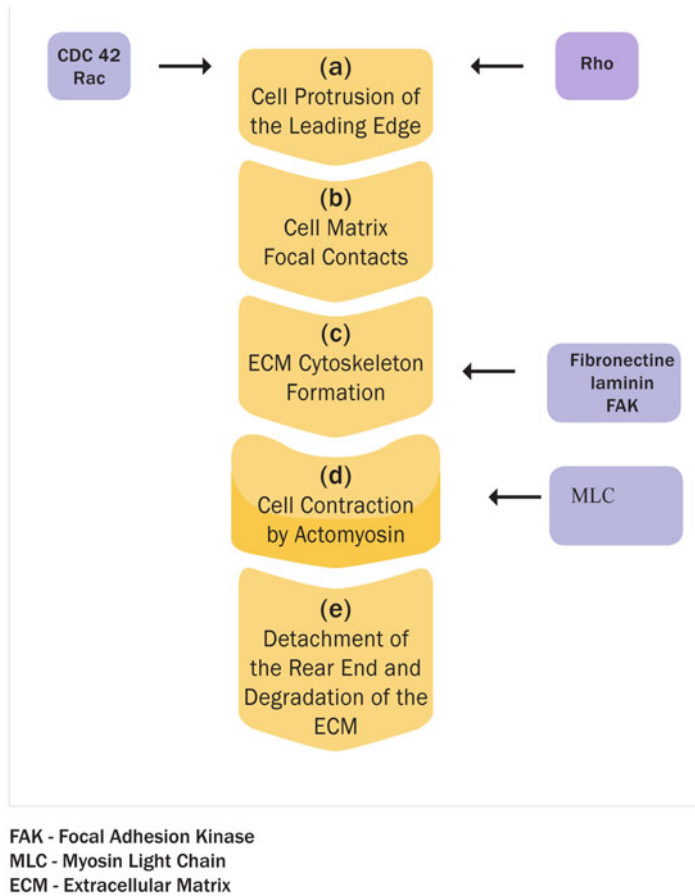 CDC 42
Rac
(a)
Cell Protrusion of
the Leading Edge
Rho
(b)
Cell Matrix
Focal Contacts
(c)
ECM Cytoskeleton
Formation
Fibronectine
laminin
FAK
(d)
Cell Contraction
by Actomyosin
MLC
(e)
Detachment of
the Rear End and
Degradation of the
ECM
FAK - Focal Adhesion Kinase
MLC - Myosin Light Chain
ECM - Extracellular Matrix